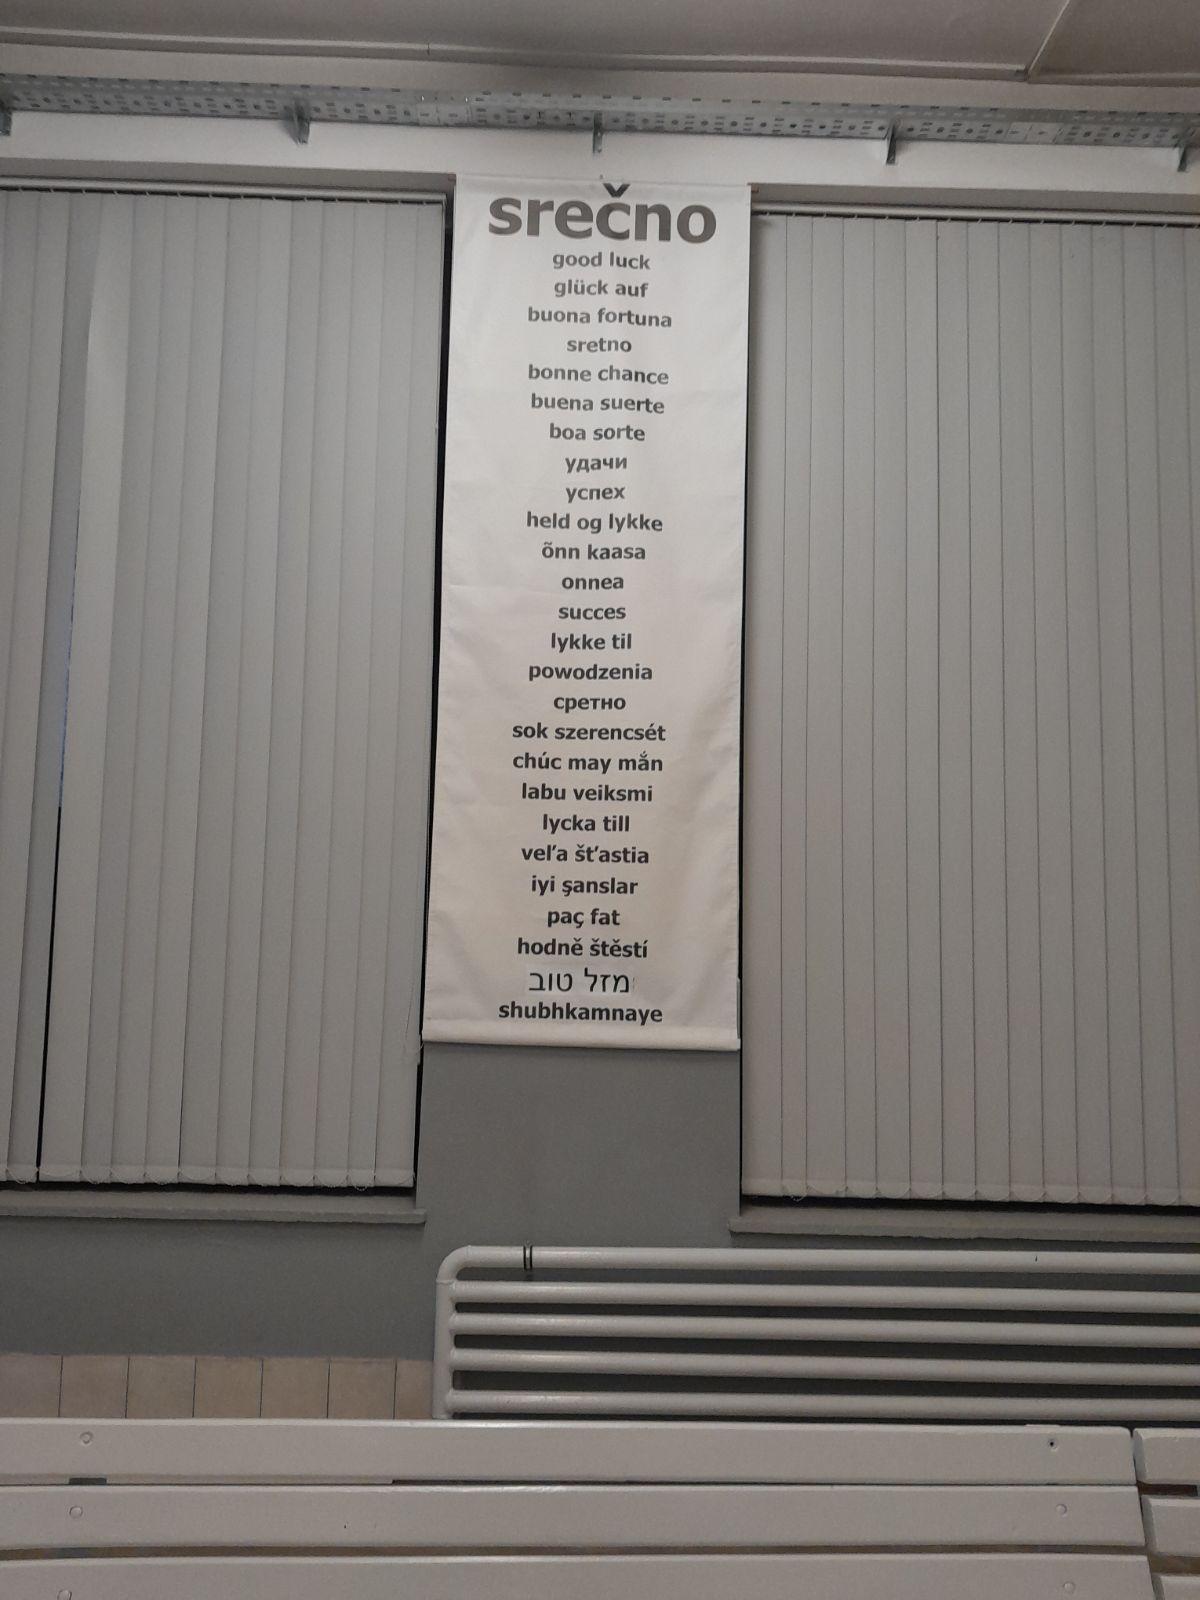 srečno
good luck
glück auf
buona fortuna
sretno
bonne chance
buena suerte
boa sorte
удачи
успех
held og lykke
õnn kaasa
onnea
succes
lykke til
powodzenia
сретно
sok szerencsét
chúc may mắn
labu veiksmi
lycka till
veľa šťastia
iyi şanslar
paç fat
hodně štěstí
מזל טוב
shubhkamnaye